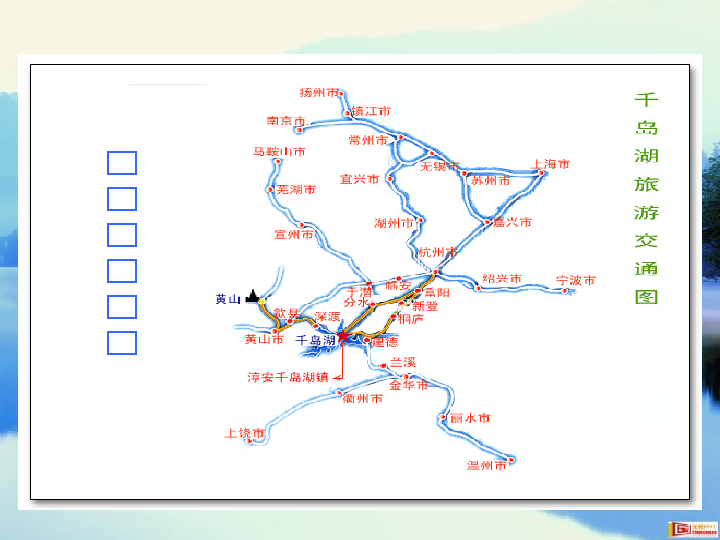 千岛湖旅游交通图
扬州市
镇江市
南京市
常州市
马鞍山市
无锡市
上海市
宜兴市
苏州市
芜湖市
湖州市
嘉兴市
宣州市
杭州市
绍兴市
宁波市
于潜
临安
富阳
黄山
分水
新登
歙县
深渡
桐庐
黄山市
千岛湖
建德
兰溪
淳安千岛湖镇
金华市
衢州市
丽水市
上饶市
温州市